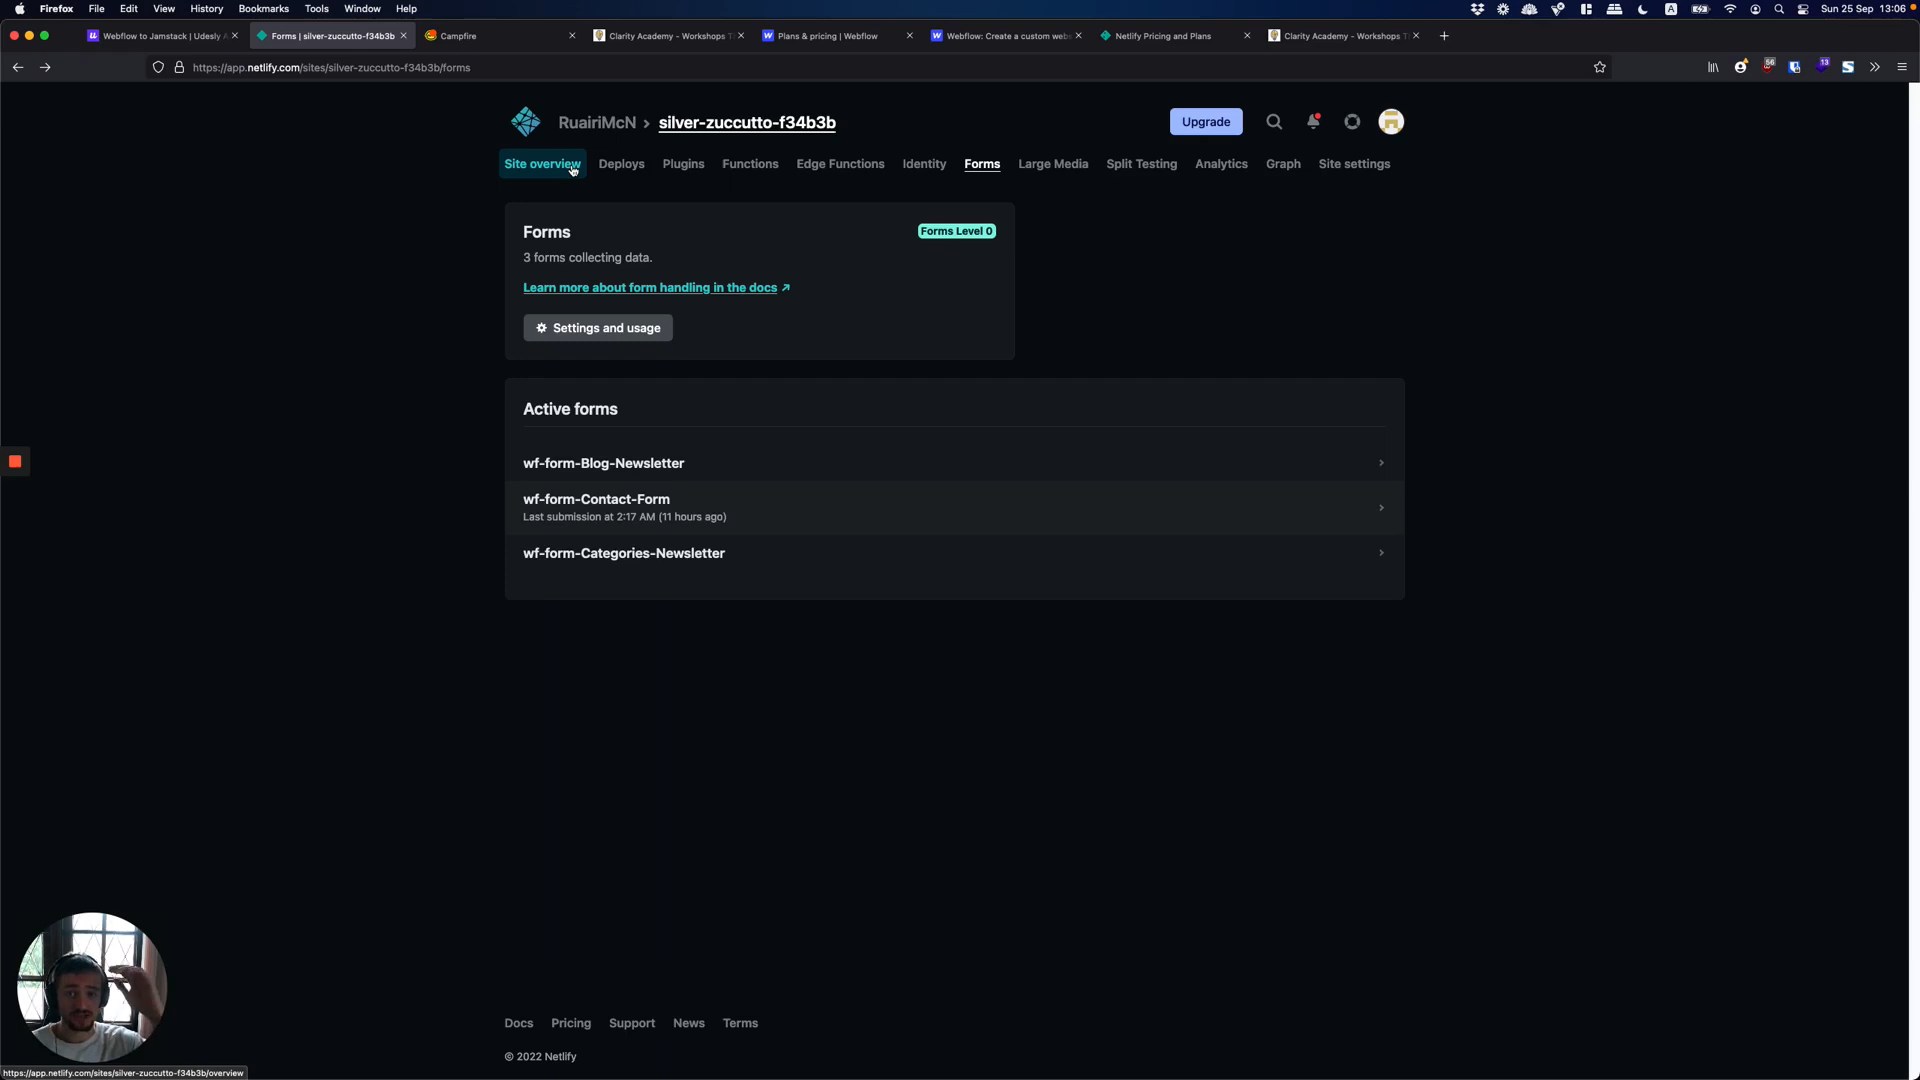 Firefox File Edit View History Bookmarks Tools Window Help
A Sun 25 Sep 13:06
Webflow to Jamstack | Udesly A
Forms | silver-zuccutto-f34b3b
Campfire
Clarity Academy - Workshops T
Plans & pricing | Webflow
Webflow: Create a custom webs
Netlify Pricing and Plans
Clarity Academy - Workshops T
https://app.netlify.com/sites/silver-zuccutto-f34b3b/forms
56
13
RuairiMcN > silver-zuccutto-f34b3b
Upgrade
Site overview Deploys Plugins Functions Edge Functions Identity Forms Large Media Split Testing Analytics Graph Site settings
Forms
Forms Level 0
3 forms collecting data.
Learn more about form handling in the docs ↗
Settings and usage
Active forms
wf-form-Blog-Newsletter
wf-form-Contact-Form
Last submission at 2:17 AM (11 hours ago)
wf-form-Categories-Newsletter
Docs Pricing Support News Terms
© 2022 Netlify
https://app.netlify.com/sites/silver-zuccutto-f34b3b/overview